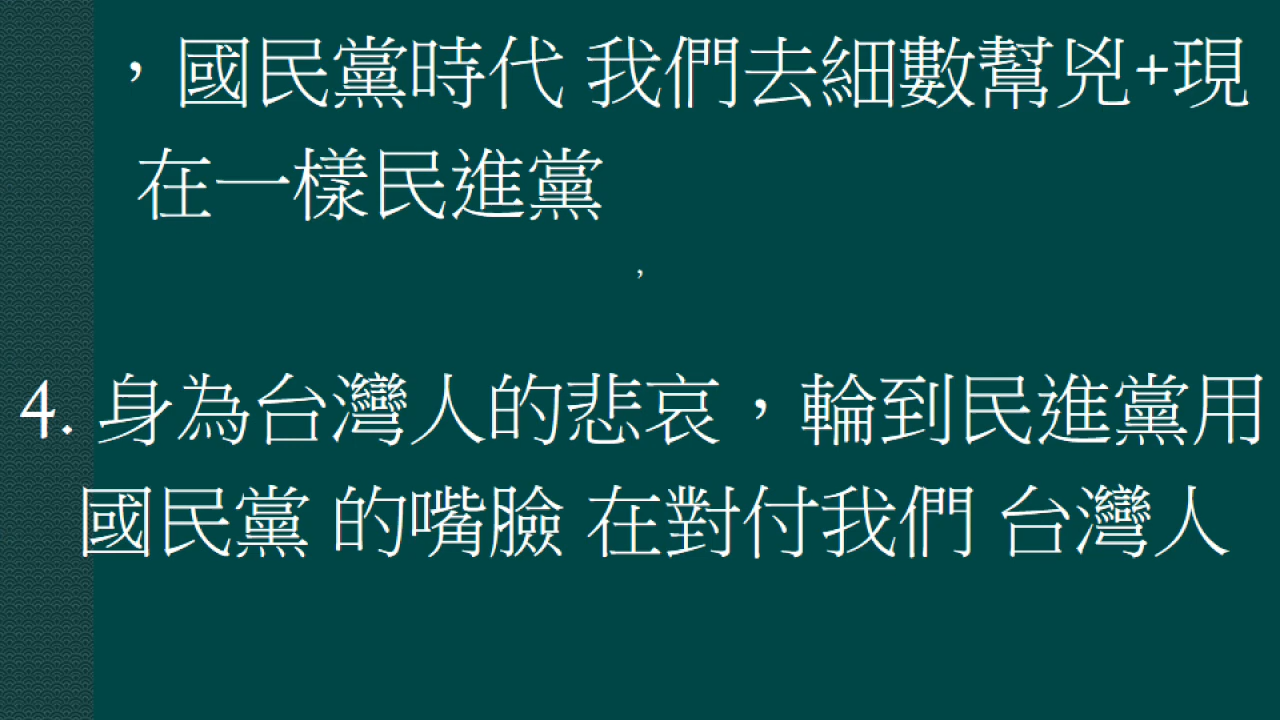 ，國民黨時代 我們去細數幫兇+現
在一樣民進黨
，
4. 身為台灣人的悲哀，輪到民進黨用
國民黨 的嘴臉 在對付我們 台灣人